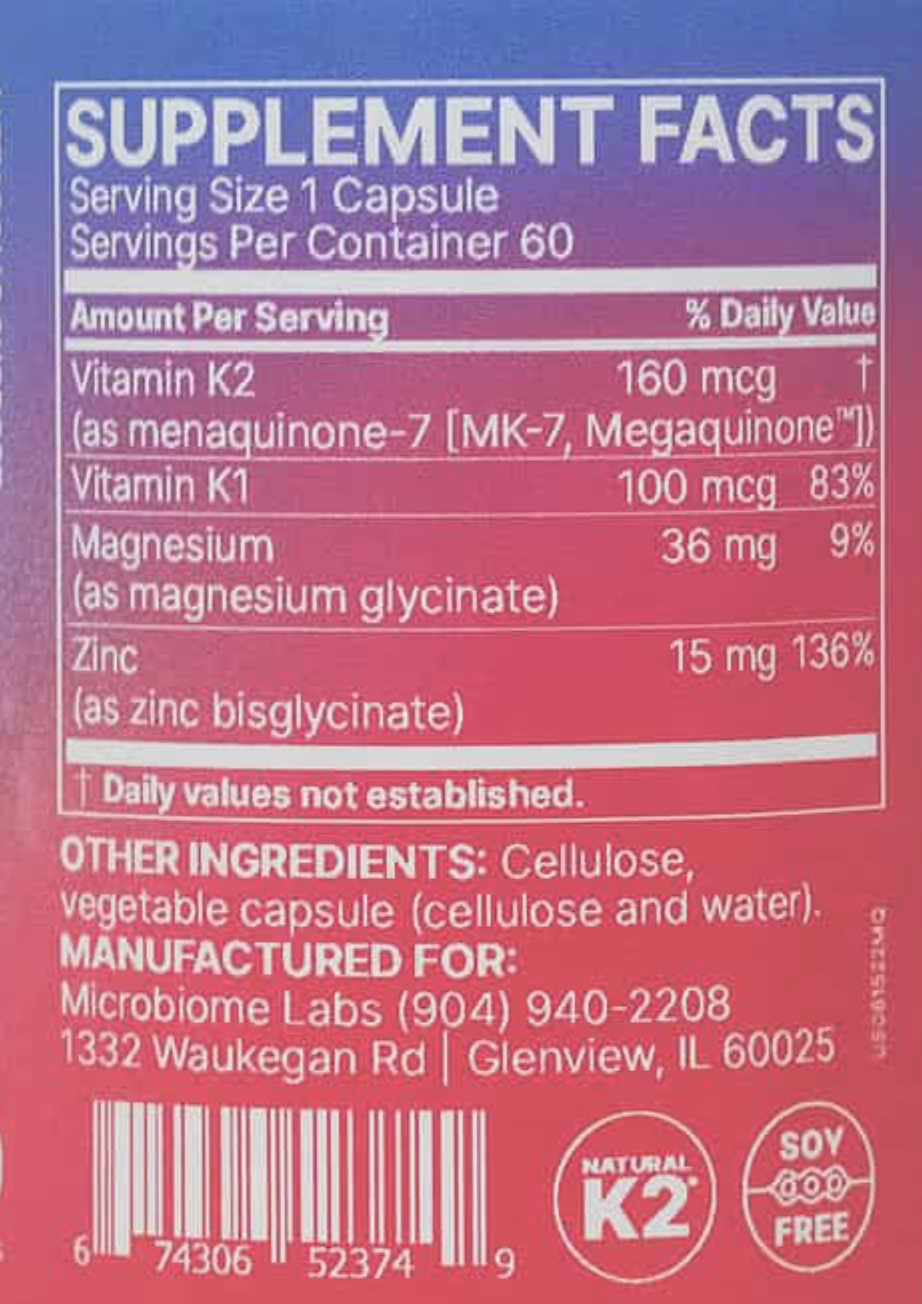 SUPPLEMENT FACTS
Serving Size 1 Capsule
Servings Per Container 60
Amount Per Serving % Daily Value
Vitamin K2 160 mcg †
(as menaquinone-7 [MK-7, Megaquinone™])
Vitamin K1 100 mcg 83%
Magnesium 36 mg 9%
(as magnesium glycinate)
Zinc 15 mg 136%
(as zinc bisglycinate)
† Daily values not established.
OTHER INGREDIENTS: Cellulose,
vegetable capsule (cellulose and water).
MANUFACTURED FOR:
Microbiome Labs (904) 940-2208
1332 Waukegan Rd | Glenview, IL 60025
6 74306 52374 9
NATURAL
K2
SOY
FREE